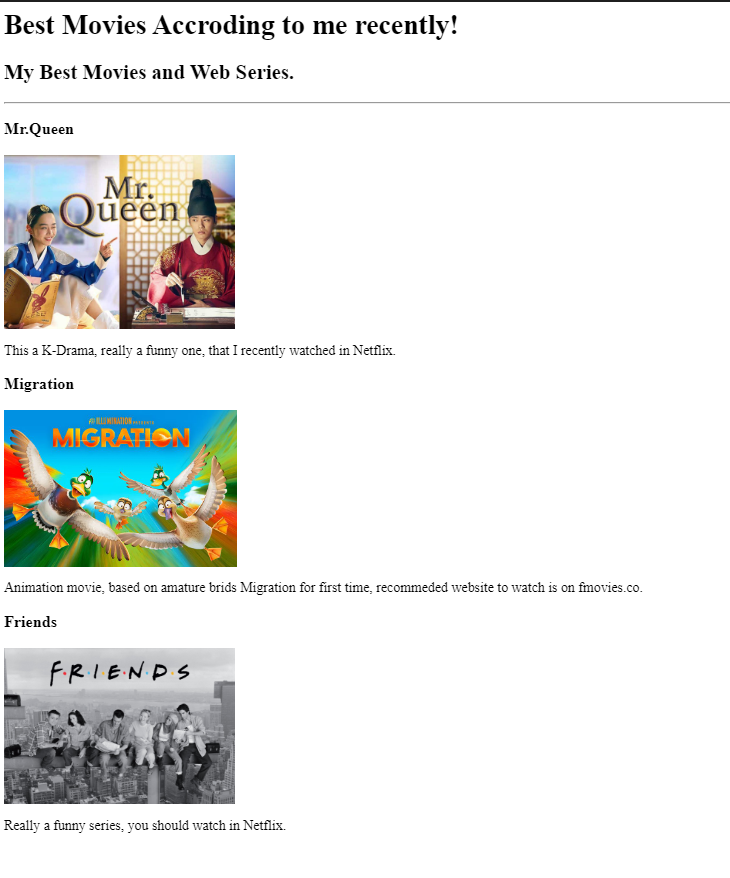 Best Movies Accroding to me recently!
My Best Movies and Web Series.
Mr.Queen
Mr.
Queen
This a K-Drama, really a funny one, that I recently watched in Netflix.
Migration
ILLUMINATION PRESENTS
MIGRATION
Animation movie, based on amature brids Migration for first time, recommeded website to watch is on fmovies.co.
Friends
F·R·I·E·N·D·S
Really a funny series, you should watch in Netflix.